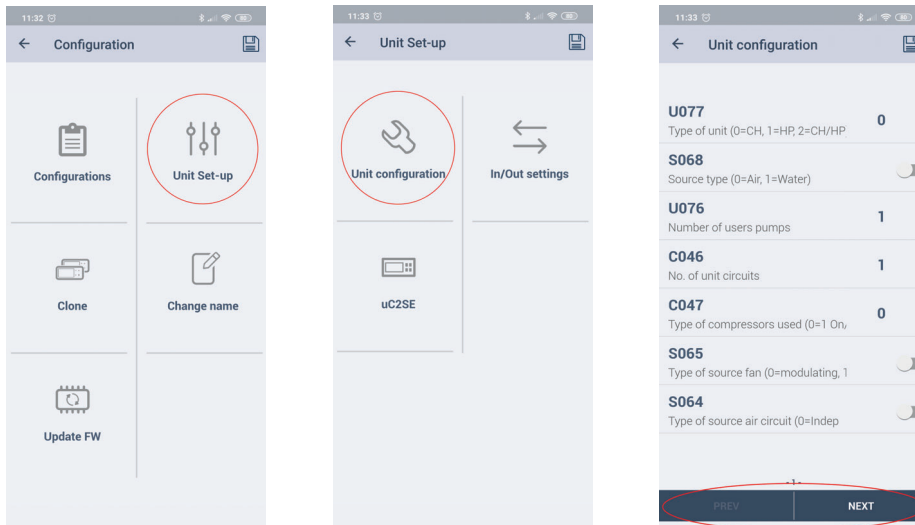 11:32
Configuration
Configurations
Unit Set-up
Clone
Change name
Update FW
11:33
Unit Set-up
Unit configuration
In/Out settings
uC2SE
11:33
Unit configuration
U077
Type of unit (0=CH, 1=HP, 2=CH/HP
0
S068
Source type (0=Air, 1=Water)
U076
Number of users pumps
1
C046
No. of unit circuits
1
C047
Type of compressors used (0=1 On/
0
S065
Type of source fan (0=modulating, 1
S064
Type of source air circuit (0=Indep
-1-
PREV NEXT